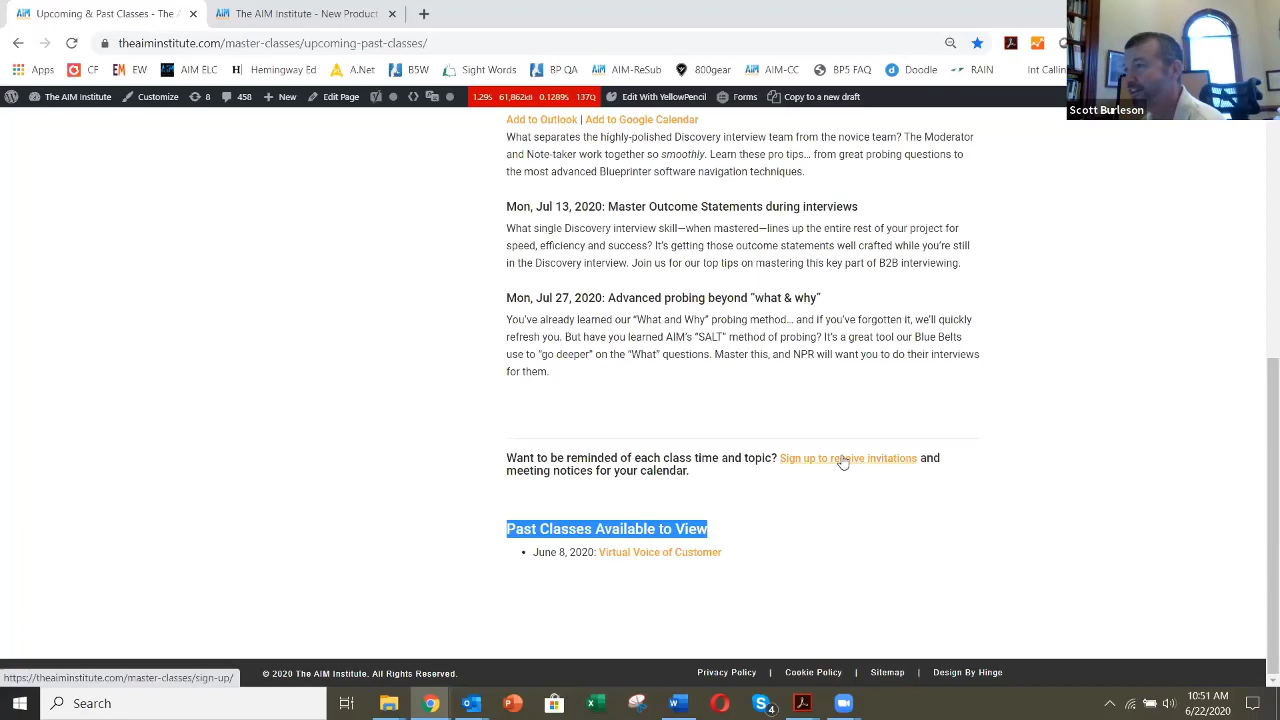 Upcoming & Past Classes - The
The AIM Institute - New Product
theaiminstitute.com/master-classes/upcoming-past-classes/
Apps CF EW AIM ELC Hemingway Ed A.Net B5W Sight Words BP QA AIM-ReSub 800gear AIM-CC BP5 FAQ Doodle RAIN Int Callin
The AIM Institute Customize 8 458 New Edit Page 1.29S 61,862kB 0.1289S 137Q Edit With YellowPencil Forms Copy to a new draft
Scott Burleson
Add to Outlook | Add to Google Calendar
What separates the highly-polished Discovery interview team from the novice team? The Moderator
and Note-taker work together so smoothly. Learn these pro tips… from great probing questions to
the most advanced Blueprinter software navigation techniques.
Mon, Jul 13, 2020: Master Outcome Statements during interviews
What single Discovery interview skill—when mastered—lines up the entire rest of your project for
speed, efficiency and success? It's getting those outcome statements well crafted while you're still
in the Discovery interview. Join us for our top tips on mastering this key part of B2B interviewing.
Mon, Jul 27, 2020: Advanced probing beyond "what & why"
You've already learned our "What and Why" probing method… and if you've forgotten it, we'll quickly
refresh you. But have you learned AIM's "SALT" method of probing? It's a great tool our Blue Belts
use to "go deeper" on the "What" questions. Master this, and NPR will want you to do their interviews
for them.
Want to be reminded of each class time and topic? Sign up to receive invitations and
meeting notices for your calendar.
Past Classes Available to View
• June 8, 2020: Virtual Voice of Customer
https://theaiminstitute.com/master-classes/sign-up/
© 2020 The AIM Institute. All Rights Reserved.
Privacy Policy | Cookie Policy | Sitemap | Design By Hinge
Search
4
10:51 AM
6/22/2020